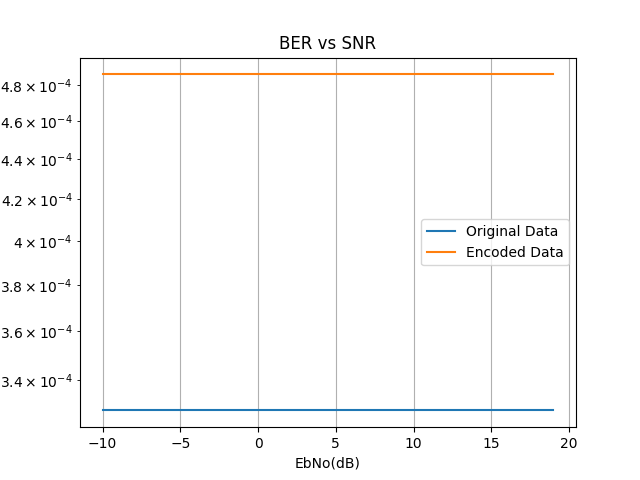 BER vs SNR
4.8 × 10⁻⁴
4.6 × 10⁻⁴
4.4 × 10⁻⁴
4.2 × 10⁻⁴
4 × 10⁻⁴
3.8 × 10⁻⁴
3.6 × 10⁻⁴
3.4 × 10⁻⁴
Original Data
Encoded Data
−10 −5 0 5 10 15 20
EbNo(dB)